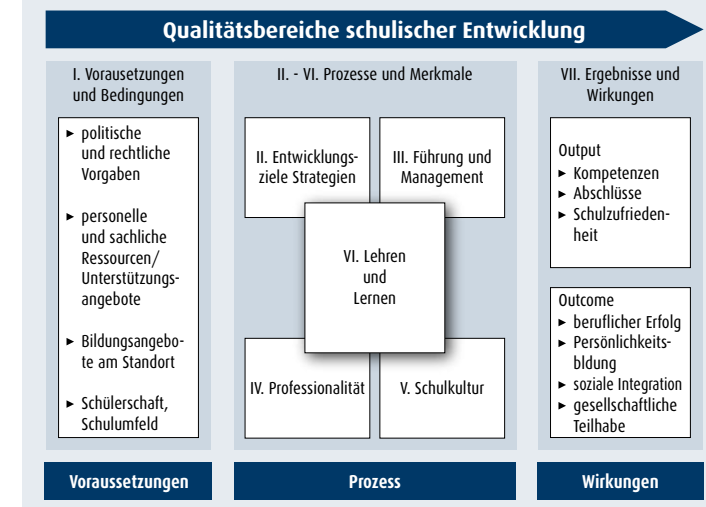 Qualitätsbereiche schulischer Entwicklung
I. Vorausetzungen
und Bedingungen
► politische
und rechtliche
Vorgaben
► personelle
und sachliche
Ressourcen/
Unterstützungs-
angebote
► Bildungsangebo-
te am Standort
► Schülerschaft,
Schulumfeld
Voraussetzungen
II. - VI. Prozesse und Merkmale
II. Entwicklungs-
ziele Strategien
III. Führung und
Management
VI. Lehren
und
Lernen
IV. Professionalität
V. Schulkultur
Prozess
VII. Ergebnisse und
Wirkungen
Output
► Kompetenzen
► Abschlüsse
► Schulzufrieden-
heit
Outcome
► beruflicher Erfolg
► Persönlichkeits-
bldung
► soziale Integration
► gesellschaftliche
Teilhabe
Wirkungen